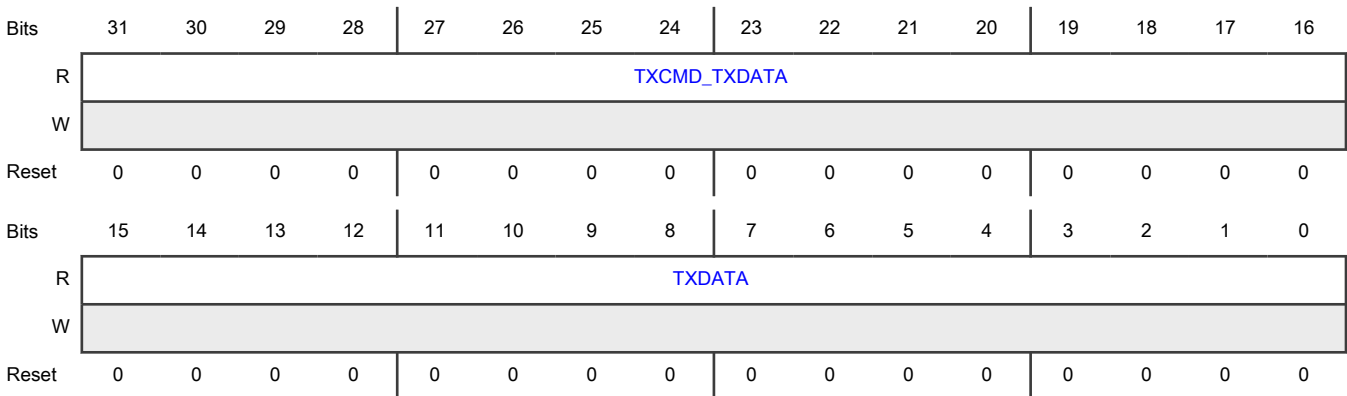 Bits 31 30 29 28 27 26 25 24 23 22 21 20 19 18 17 16
R TXCMD_TXDATA
W
Reset 0 0 0 0 0 0 0 0 0 0 0 0 0 0 0 0
Bits 15 14 13 12 11 10 9 8 7 6 5 4 3 2 1 0
R TXDATA
W
Reset 0 0 0 0 0 0 0 0 0 0 0 0 0 0 0 0